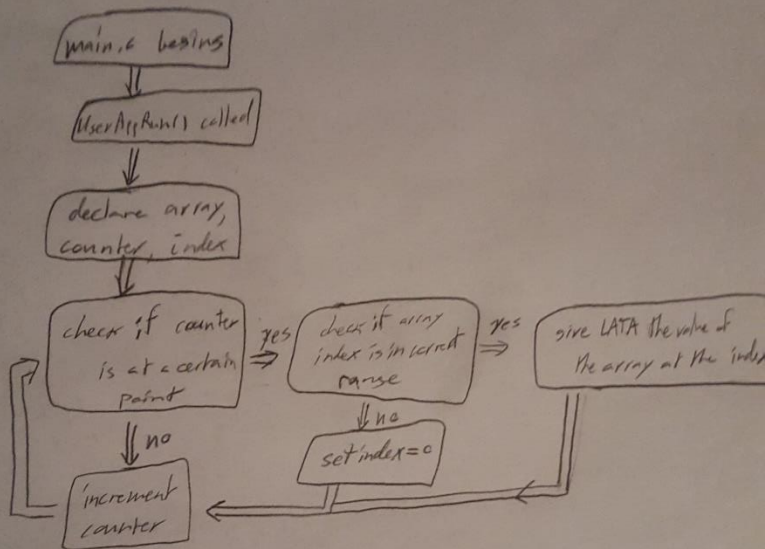 main.c begins
UserAppRun() called
declare array,
counter, index
check if counter
is at a certain
point
yes
check if array
index is in correct
range
yes
give LATA the value of
the array at the index
no
no
set index=0
increment
counter